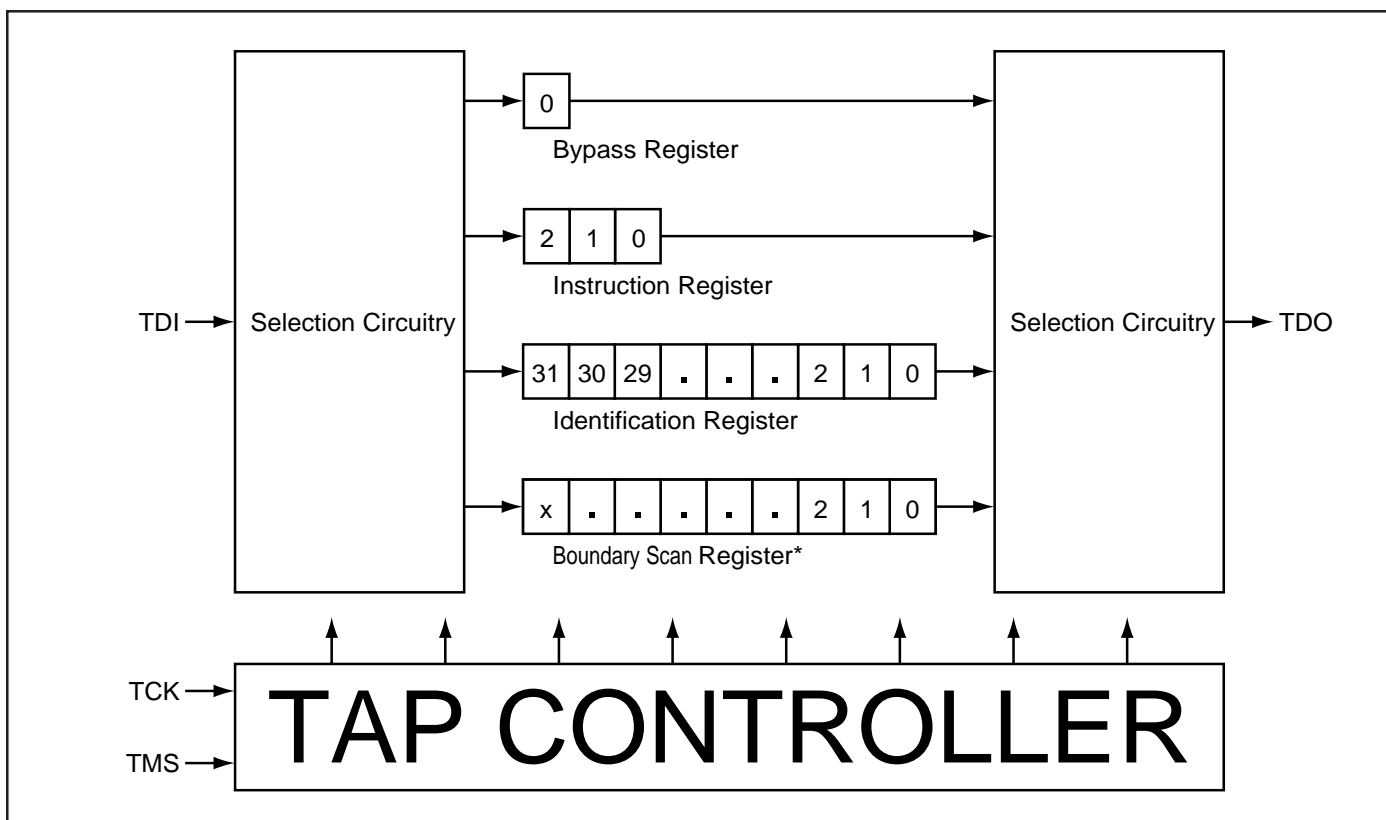 0
Bypass Register
2 1 0
Instruction Register
TDI
Selection Circuitry
Selection Circuitry
TDO
31 30 29 . . . 2 1 0
Identification Register
x . . . . . 2 1 0
Boundary Scan Register*
TCK
TMS
TAP CONTROLLER